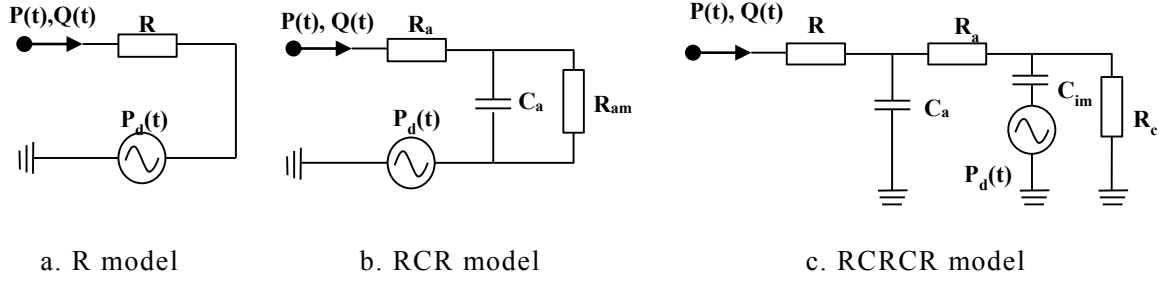 P(t),Q(t)
R
P_d(t)
a. R model
P(t), Q(t)
R_a
C_a
R_am
P_d(t)
b. RCR model
P(t), Q(t)
R
R_a
C_a
C_im
R_c
P_d(t)
c. RCRCR model